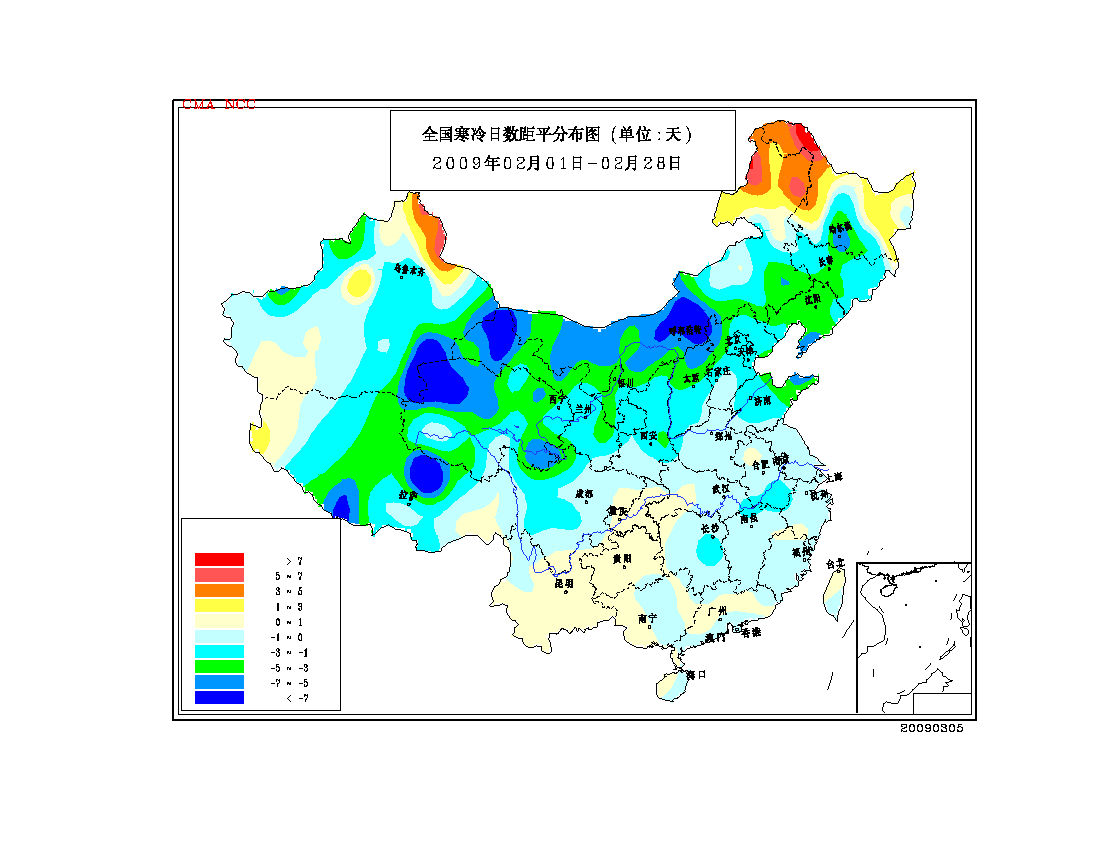 CMA NCC
全国寒冷日数距平分布图 (单位:天)
2009年02月01日-02月28日
哈尔滨
长春
沈阳
乌鲁木齐
呼和浩特
北京
天津
石家庄
太原
银川
西宁
兰州
济南
西安
郑州
合肥
南京
上海
拉萨
成都
武汉
杭州
重庆
南昌
长沙
贵阳
福州
台北
昆明
南宁
广州
澳门
香港
海口
> 7
5 ~ 7
3 ~ 5
1 ~ 3
0 ~ 1
-1 ~ 0
-3 ~ -1
-5 ~ -3
-7 ~ -5
< -7
20090305